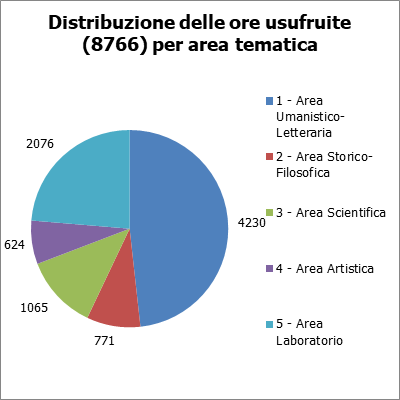 Distribuzione delle ore usufruite
(8766) per area tematica
1 - Area
Umanistico-
Letteraria
2 - Area Storico-
Filosofica
3 - Area Scientifica
4 - Area Artistica
5 - Area
Laboratorio
2076
4230
624
1065
771